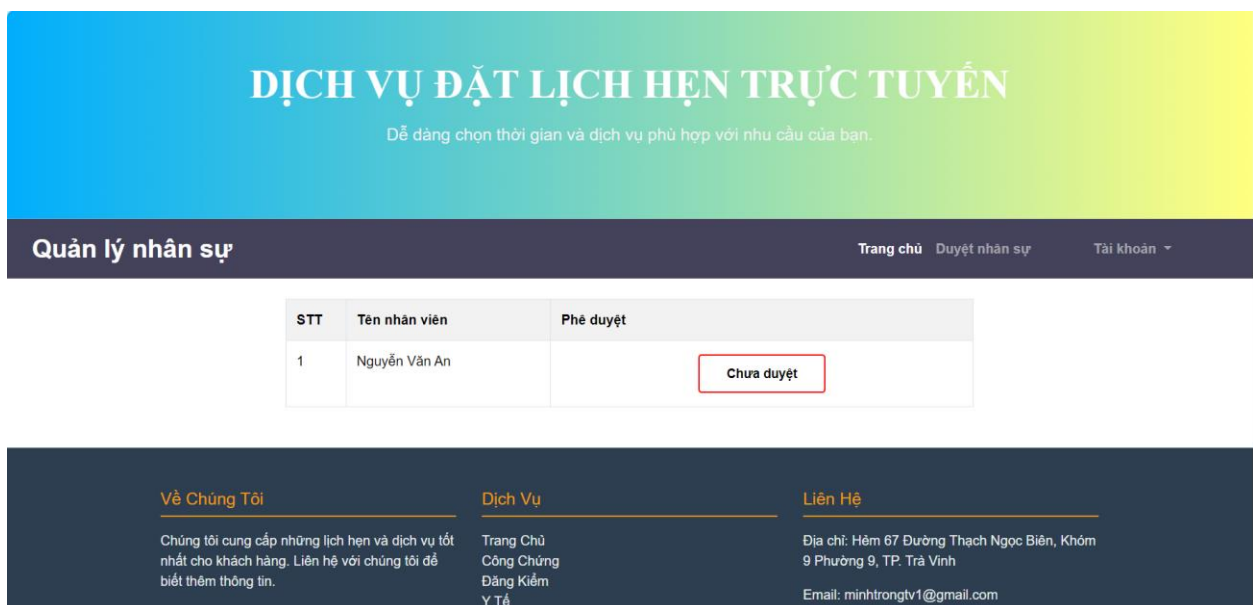 DỊCH VỤ ĐẶT LỊCH HẸN TRỰC TUYẾN
Dễ dàng chọn thời gian và dịch vụ phù hợp với nhu cầu của bạn.
Quản lý nhân sự
Trang chủ Duyệt nhân sự Tài khoản
STT Tên nhân viên Phê duyệt
1 Nguyễn Văn An Chưa duyệt
Về Chúng Tôi
Chúng tôi cung cấp những lịch hẹn và dịch vụ tốt
nhất cho khách hàng. Liên hệ với chúng tôi để
biết thêm thông tin.
Dịch Vụ
Trang Chủ
Công Chứng
Đăng Kiểm
Y Tế
Liên Hệ
Địa chỉ: Hẻm 67 Đường Thạch Ngọc Biên, Khóm
9 Phường 9, TP. Trà Vinh
Email: minhtrongtv1@gmail.com